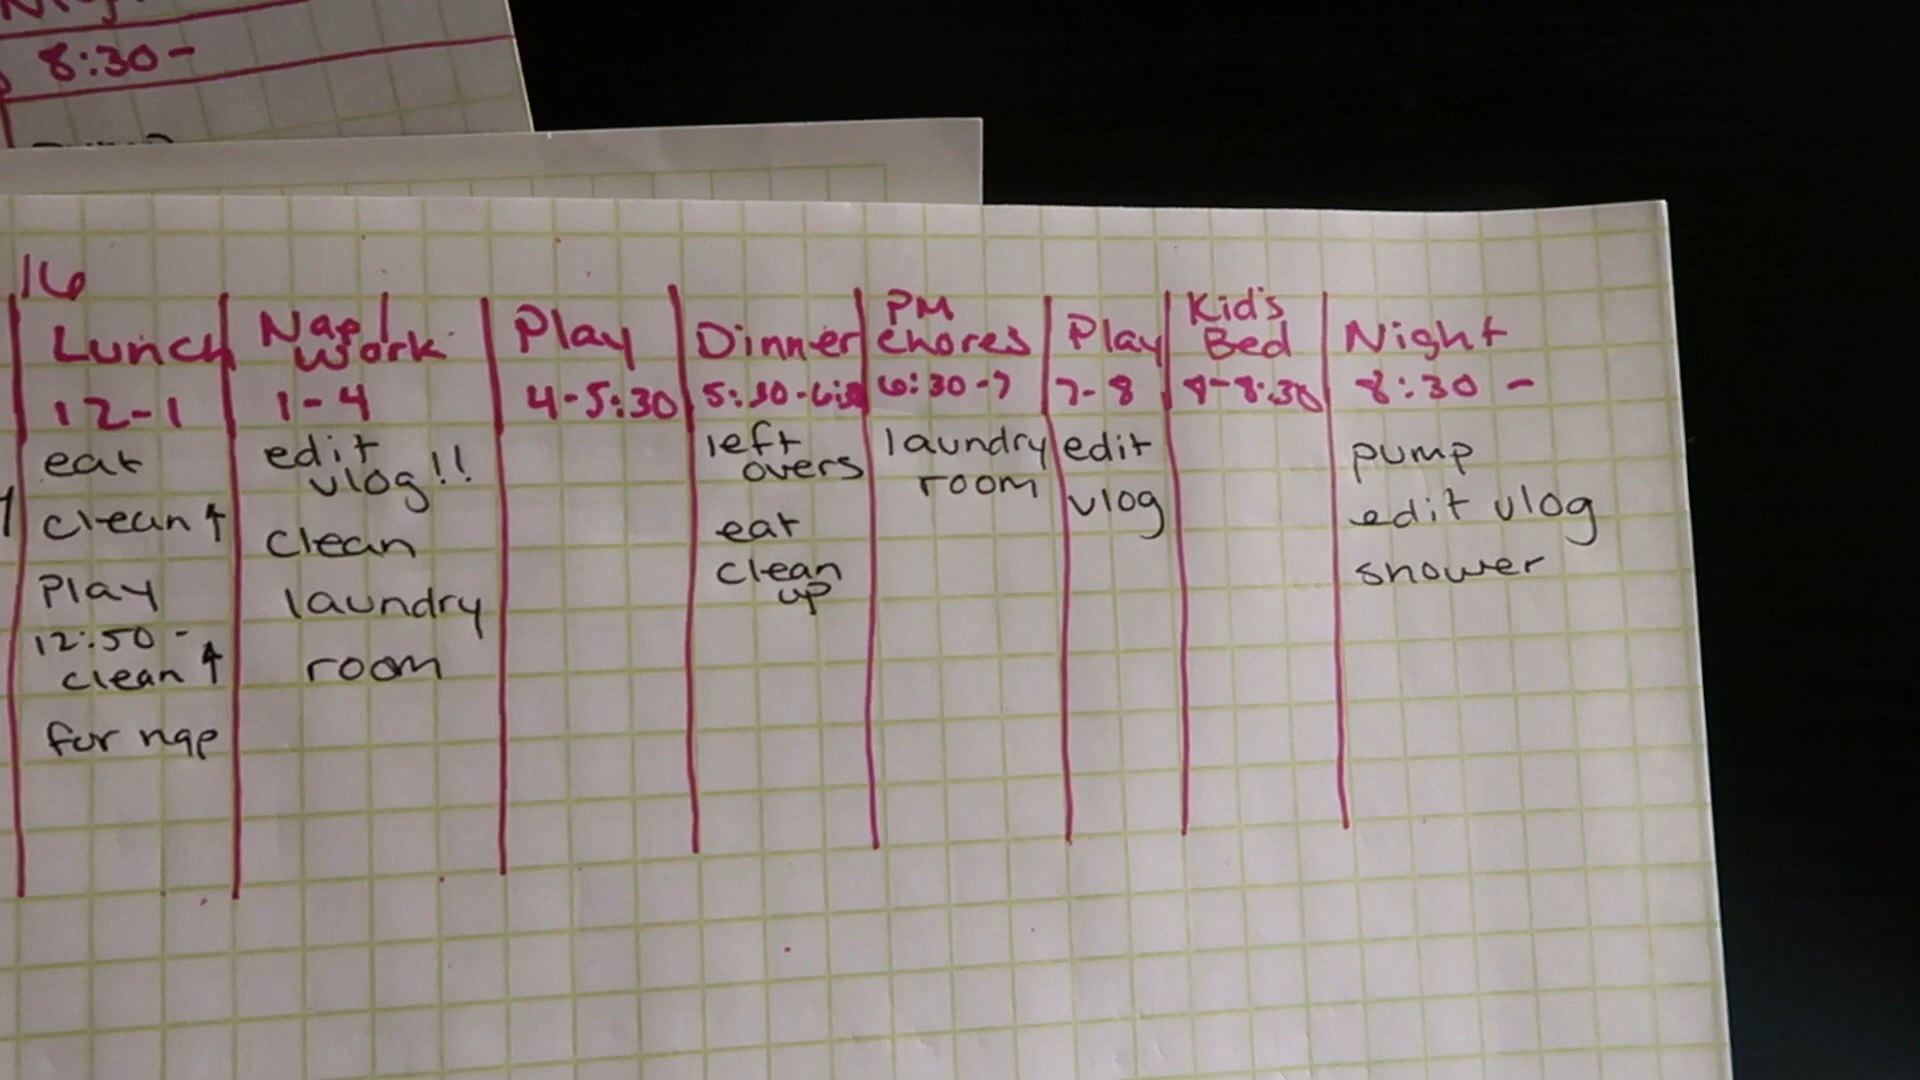 8:30-
16
Lunch
12-1
eat
clean ↑
Play
12:50-
clean ↑
for nap
Nap/
Work
1-4
edit
vlog!!
clean
laundry
room
Play
4-5:30
Dinner
5:30-
left
overs
eat
clean
up
PM
Chores
6:30-7
laundry
room
Play
7-8
edit
vlog
Kid's
Bed
8-8:30
Night
8:30-
pump
edit vlog
shower